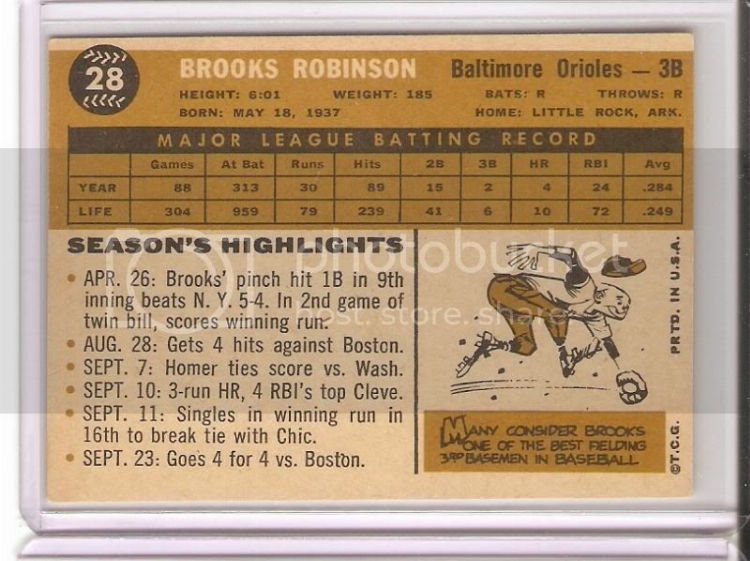 28
BROOKS ROBINSON Baltimore Orioles — 3B
HEIGHT: 6:01 WEIGHT: 185 BATS: R THROWS: R
BORN: MAY 18, 1937 HOME: LITTLE ROCK, ARK.
MAJOR LEAGUE BATTING RECORD
Games At Bat Runs Hits 2B 3B HR RBI Avg
YEAR 88 313 30 89 15 2 4 24 .284
LIFE 304 959 79 239 41 6 10 72 .249
SEASON'S HIGHLIGHTS
• APR. 26: Brooks' pinch hit 1B in 9th
inning beats N. Y. 5-4. In 2nd game of
twin bill, scores winning run.
• AUG. 28: Gets 4 hits against Boston.
• SEPT. 7: Homer ties score vs. Wash.
• SEPT. 10: 3-run HR, 4 RBI's top Cleve.
• SEPT. 11: Singles in winning run in
16th to break tie with Chic.
• SEPT. 23: Goes 4 for 4 vs. Boston.
MANY CONSIDER BROOKS
ONE OF THE BEST FIELDING
3RD BASEMEN IN BASEBALL
PRTD. IN U.S.A.
©T.C.G.
photobucket
host. store. share.